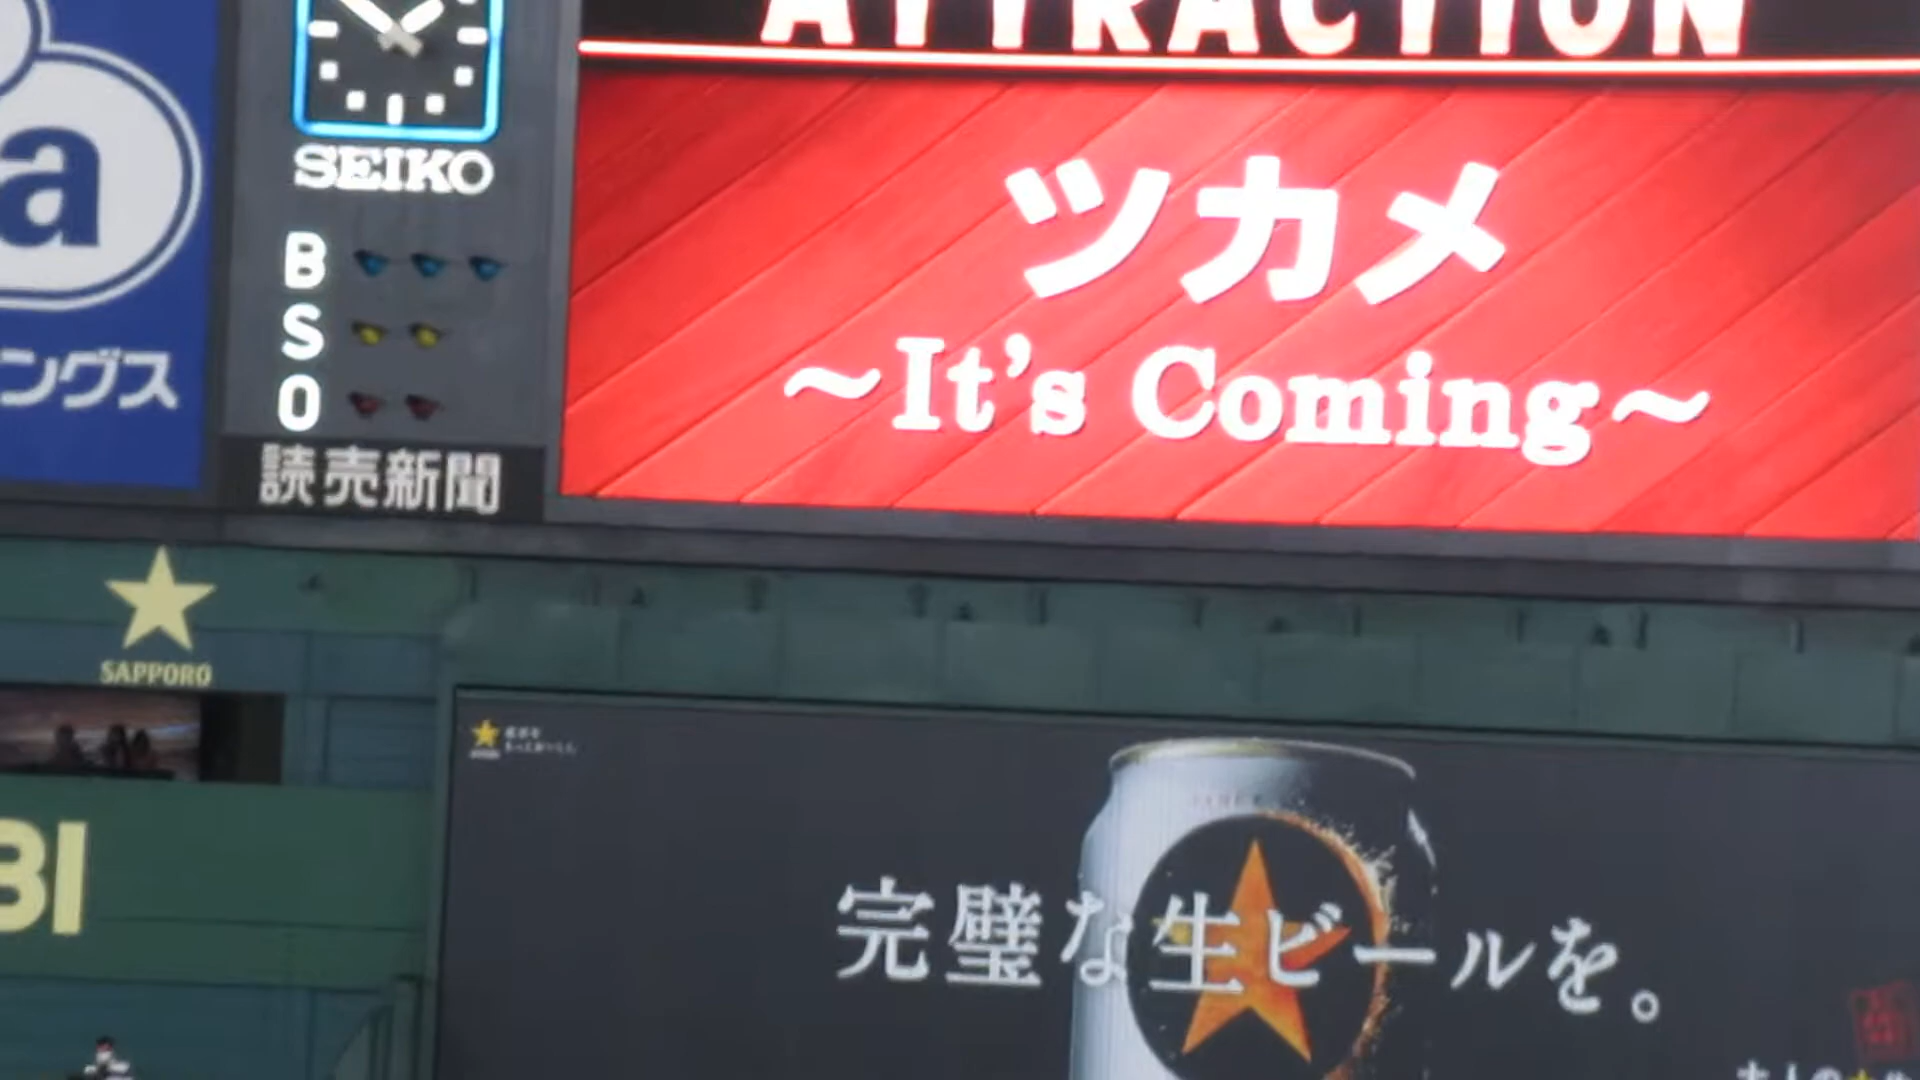 ATTRACTION
ツカメ
～It's Coming～
a
ングス
SEIKO
B
S
O
読売新聞
SAPPORO
BI
完璧な生ビールを。